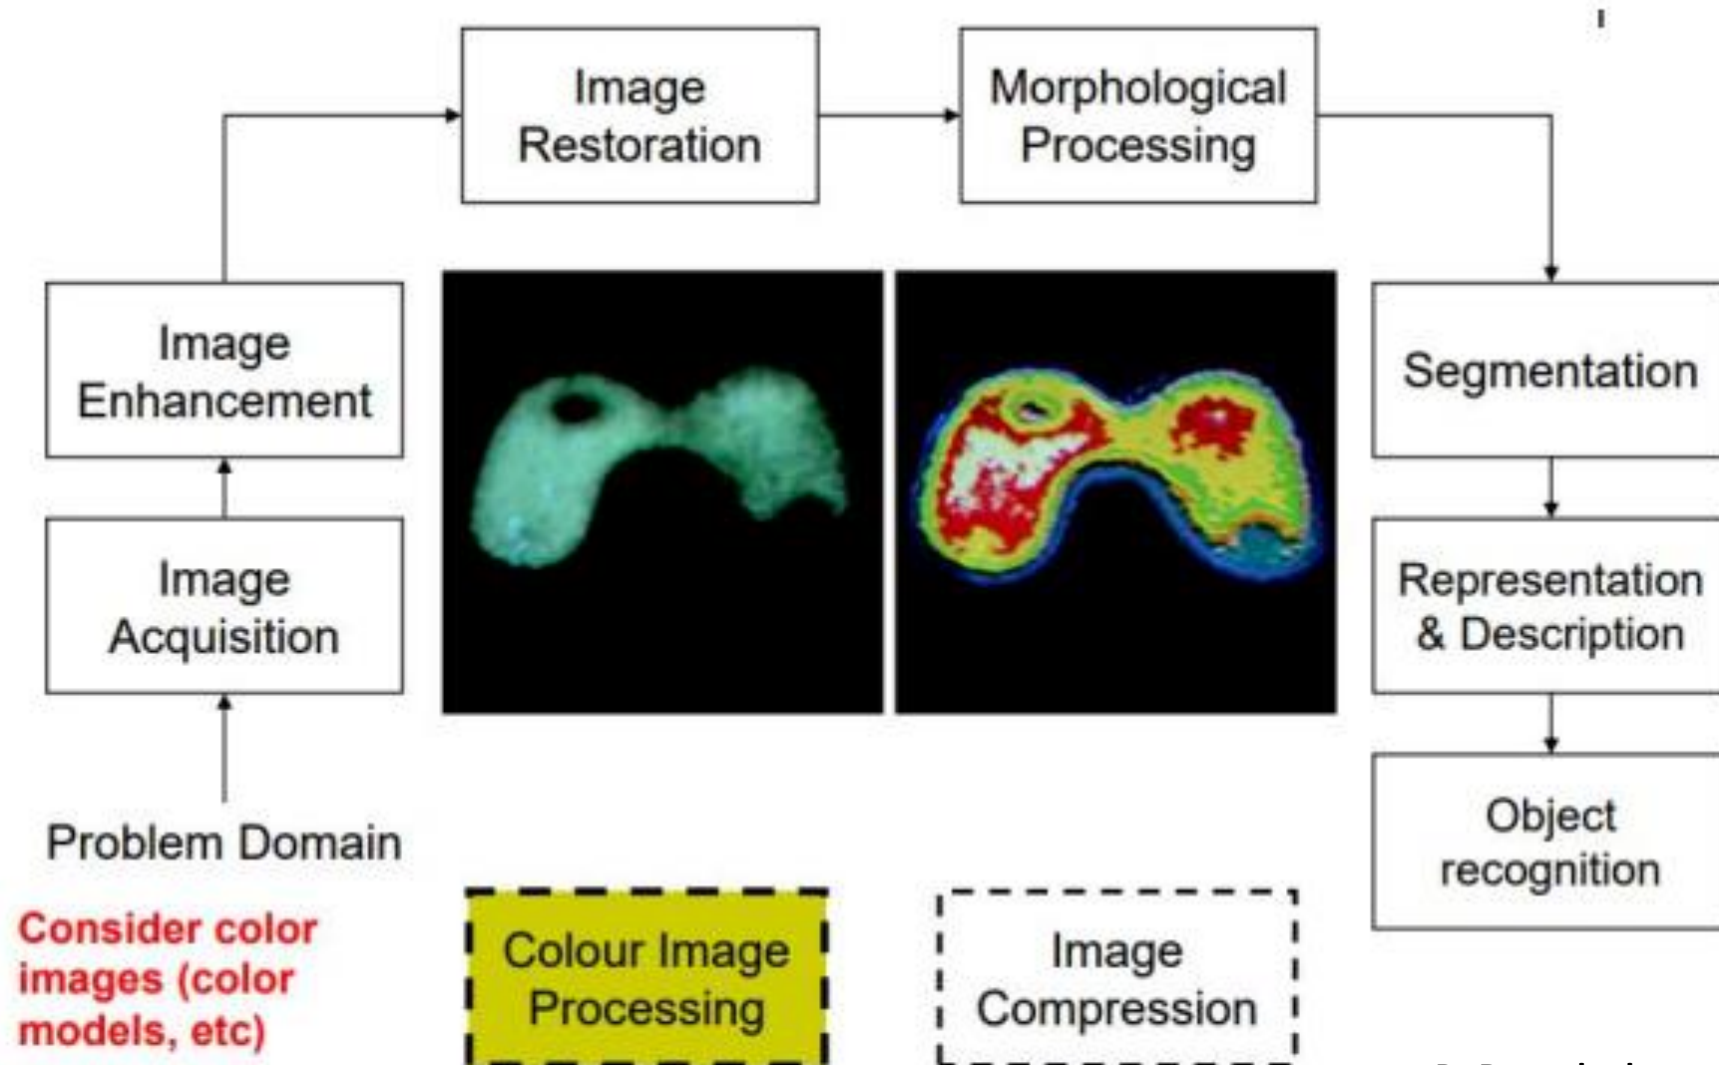 Image
Restoration
Morphological
Processing
Image
Enhancement
Segmentation
Image
Acquisition
Representation
& Description
Problem Domain
Object
recognition
Consider color
images (color
models, etc)
Colour Image
Processing
Image
Compression